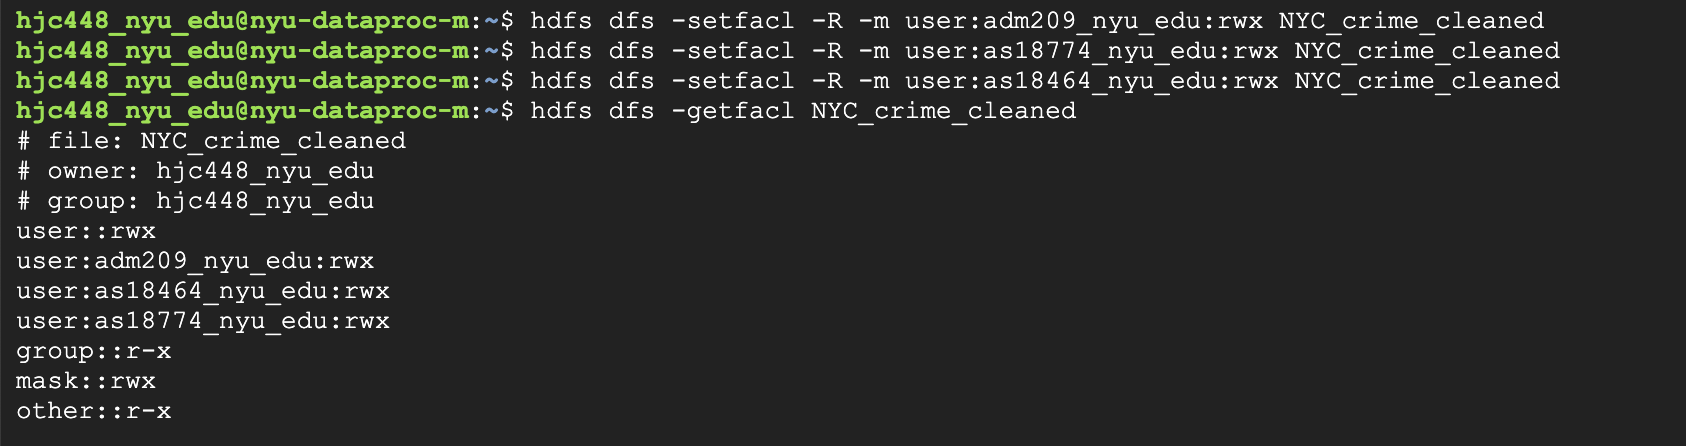 hjc448_nyu_edu@nyu-dataproc-m:~$ hdfs dfs -setfacl -R -m user:adm209_nyu_edu:rwx NYC_crime_cleaned
hjc448_nyu_edu@nyu-dataproc-m:~$ hdfs dfs -setfacl -R -m user:as18774_nyu_edu:rwx NYC_crime_cleaned
hjc448_nyu_edu@nyu-dataproc-m:~$ hdfs dfs -setfacl -R -m user:as18464_nyu_edu:rwx NYC_crime_cleaned
hjc448_nyu_edu@nyu-dataproc-m:~$ hdfs dfs -getfacl NYC_crime_cleaned
# file: NYC_crime_cleaned
# owner: hjc448_nyu_edu
# group: hjc448_nyu_edu
user::rwx
user:adm209_nyu_edu:rwx
user:as18464_nyu_edu:rwx
user:as18774_nyu_edu:rwx
group::r-x
mask::rwx
other::r-x